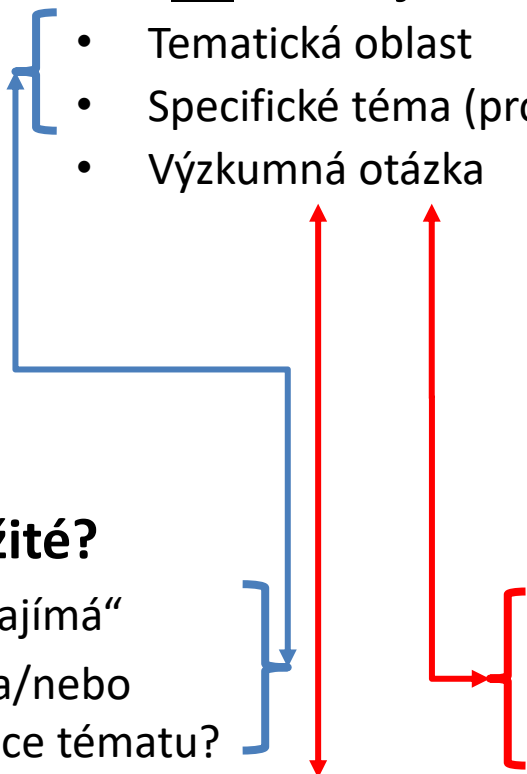 • Tematická oblast
• Specifické téma (pro
• Výzkumná otázka
žité?
ajímá“
a/nebo
ce tématu?